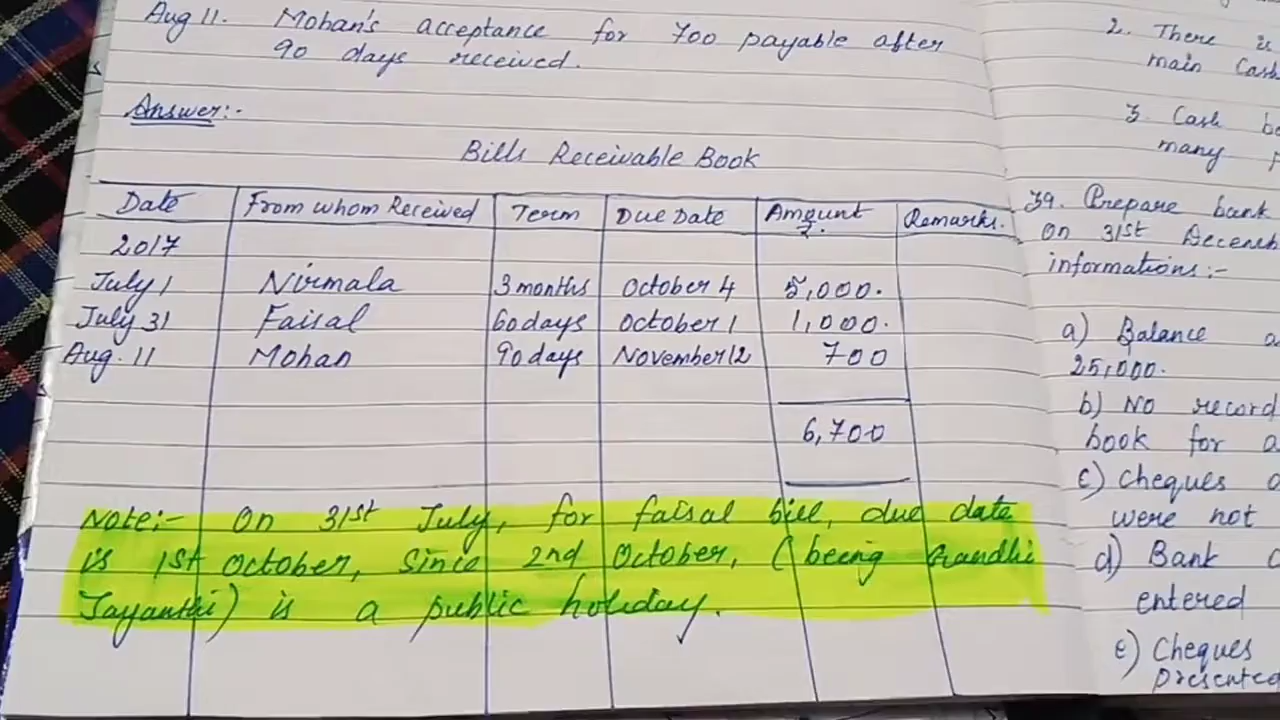 Aug 11. Mohan's acceptance for 700 payable after
90 days received.
Answer:-
Bills Receivable Book
Date From whom Received Term Due Date Amount ₹. Remarks.
2017
July 1 Nirmala 3 months October 4 5,000.
July 31 Faisal 60 days October 1 1,000.
Aug. 11 Mohan 90 days November 12 700
6,700
Note:- On 31st July, for faisal bill, due date
is 1st October, Since 2nd October, (being Gandhi
Jayanthi) is a public holiday.
2. There is
main Cash
3. Cash
many
39. Prepare bank
on 31st Decemb
informations:-
a) Balance
25,000.
b) No record
book for a
c) Cheques
were not
d) Bank
entered
e) Cheques
presented